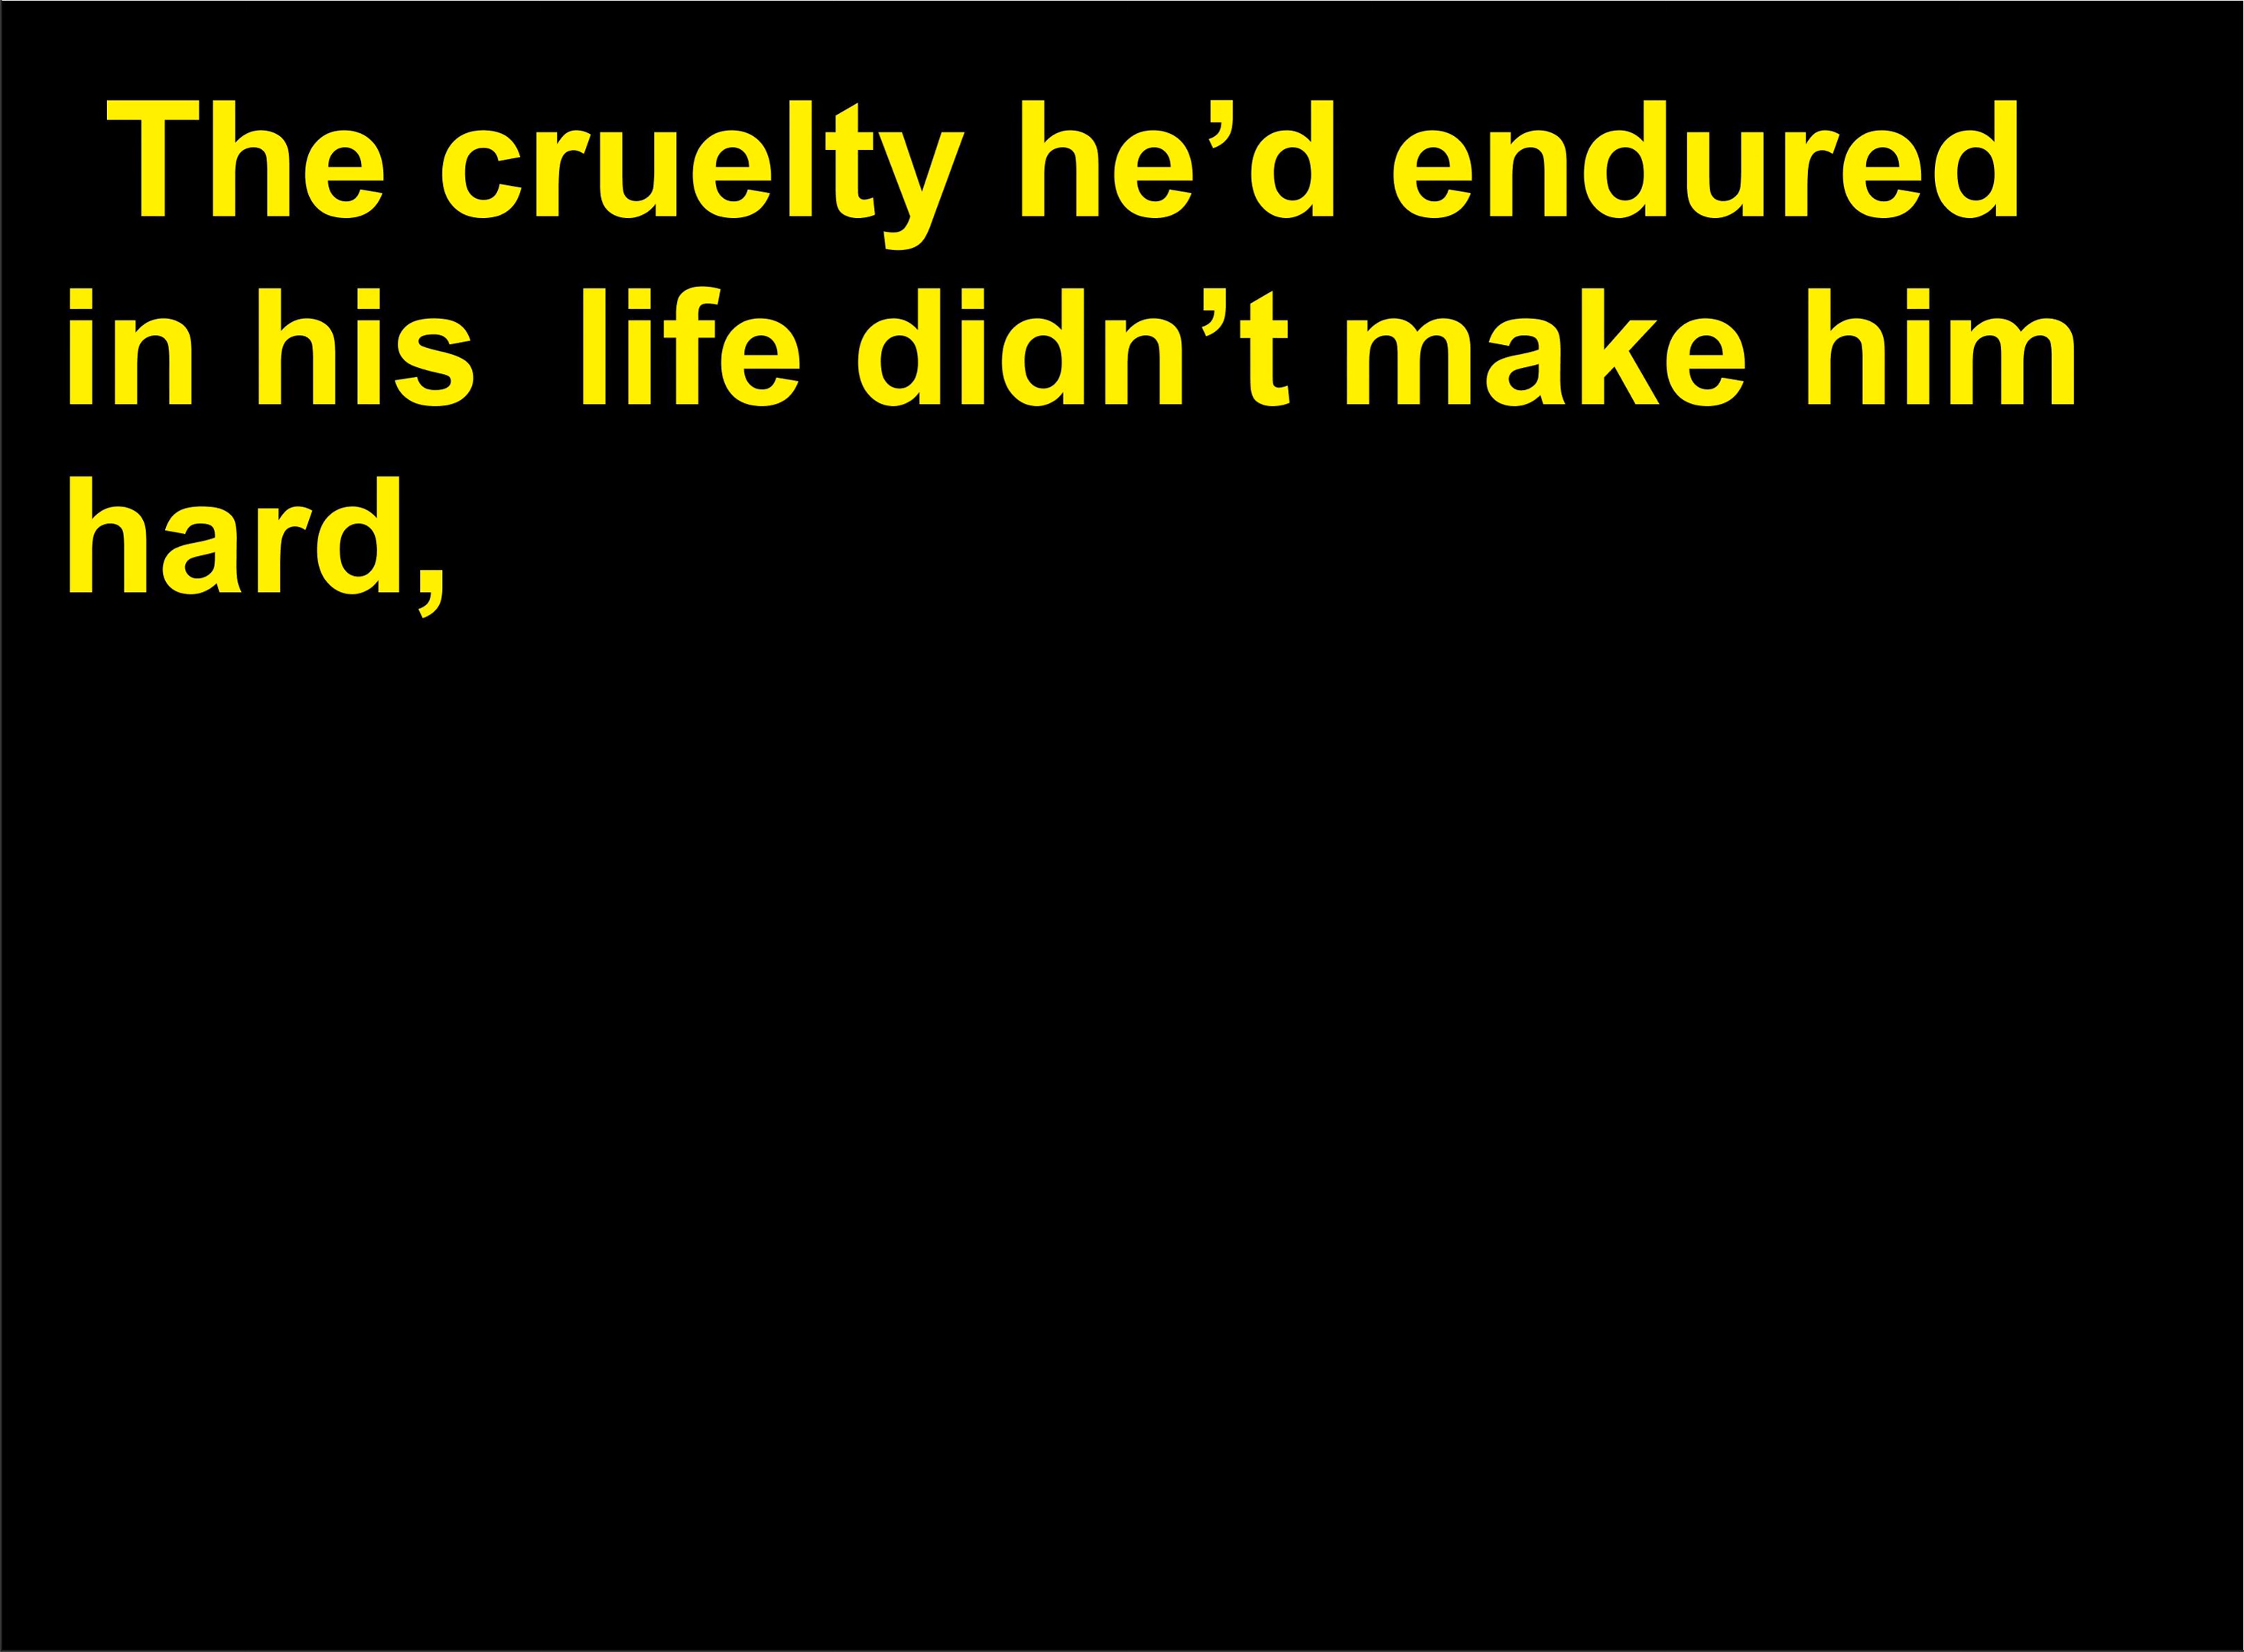 The cruelty he’d endured
in his  life didn’t make him
hard,